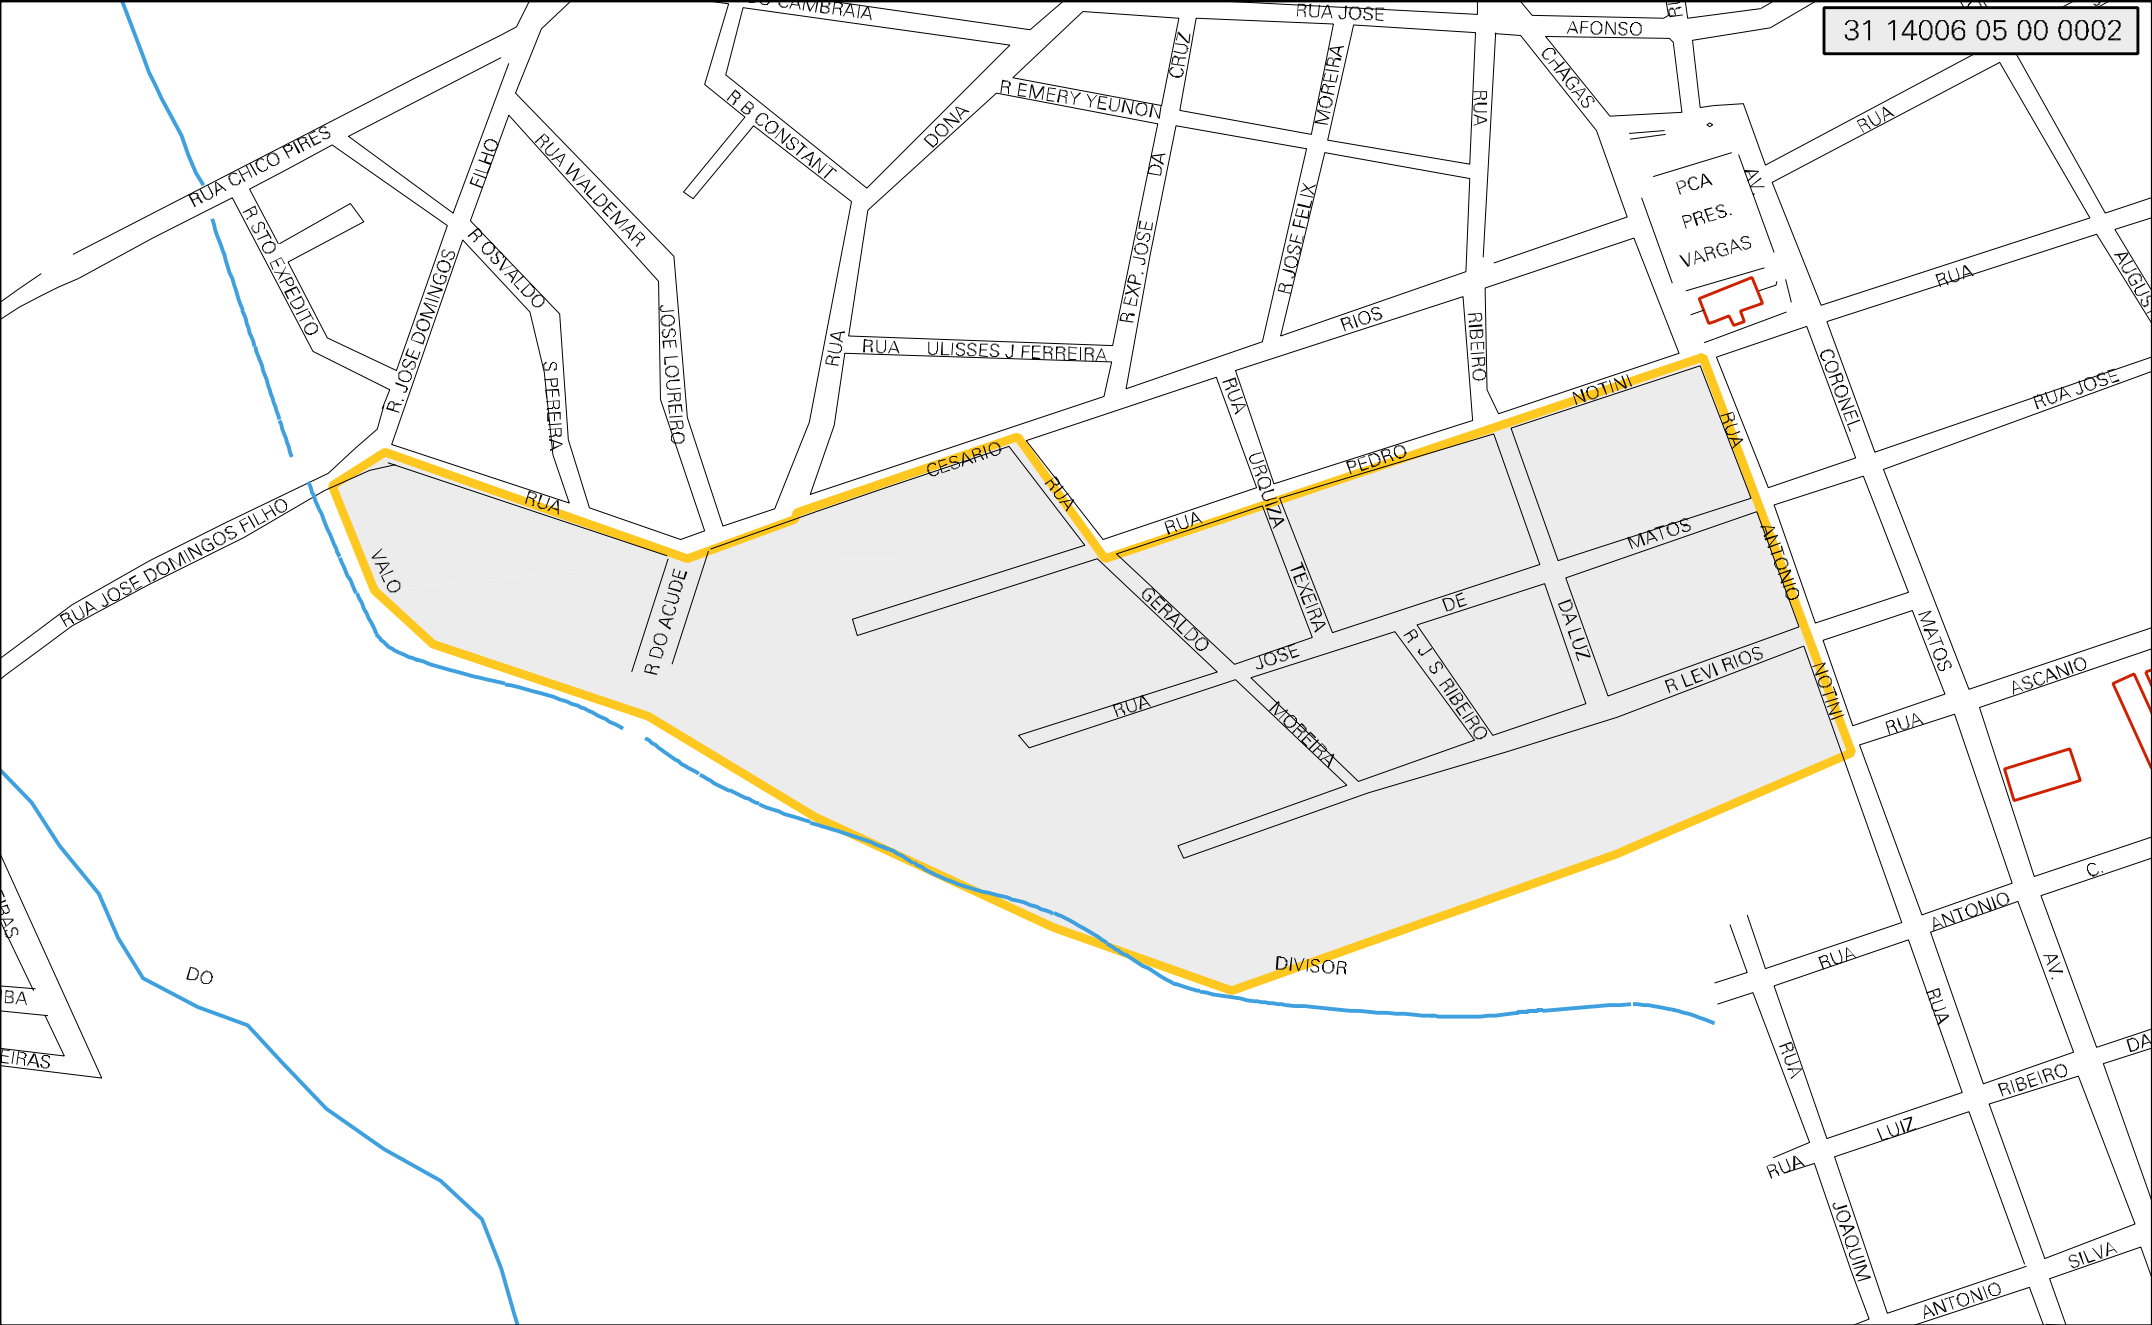 31 14006 05 00 0002
CAMBRAIA
RUA JOSE
AFONSO
CHAGAS
CRUZ
MOREIRA
RUA
R EMERY YEUNON
DONA
R B CONSTANT
RUA CHICO PIRES
FILHO
RUA WALDEMAR
DA
RUA
AV
PCA
PRES.
VARGAS
R STO EXPEDITO
R OSVALDO
R. JOSE DOMINGOS
R EXP. JOSE
R JOSE FELIX
RUA
RIOS
RIBEIRO
JOSE LOUREIRO
S PEREIRA
RUA
RUA
ULISSES J FERREIRA
CORONEL
RUA JOSE
NOTINI
RUA
RUA
CESARIO
PEDRO
RUA
URQUIZA
RUA
RUA
RUA JOSE DOMINGOS FILHO
VALO
R DO ACUDE
MATOS
ANTONIO
TEXEIRA
GERALDO
DE
DA LUZ
JOSE
R J S RIBEIRO
R LEVI RIOS
MATOS
ASCANIO
NOTINI
RUA
RUA
MOREIRA
C.
ANTONIO
DIVISOR
RUA
AV.
DO
RUA
RUA
DA
EIRAS
RIBEIRO
LUIZ
RUA
JOAQUIM
SILVA
ANTONIO